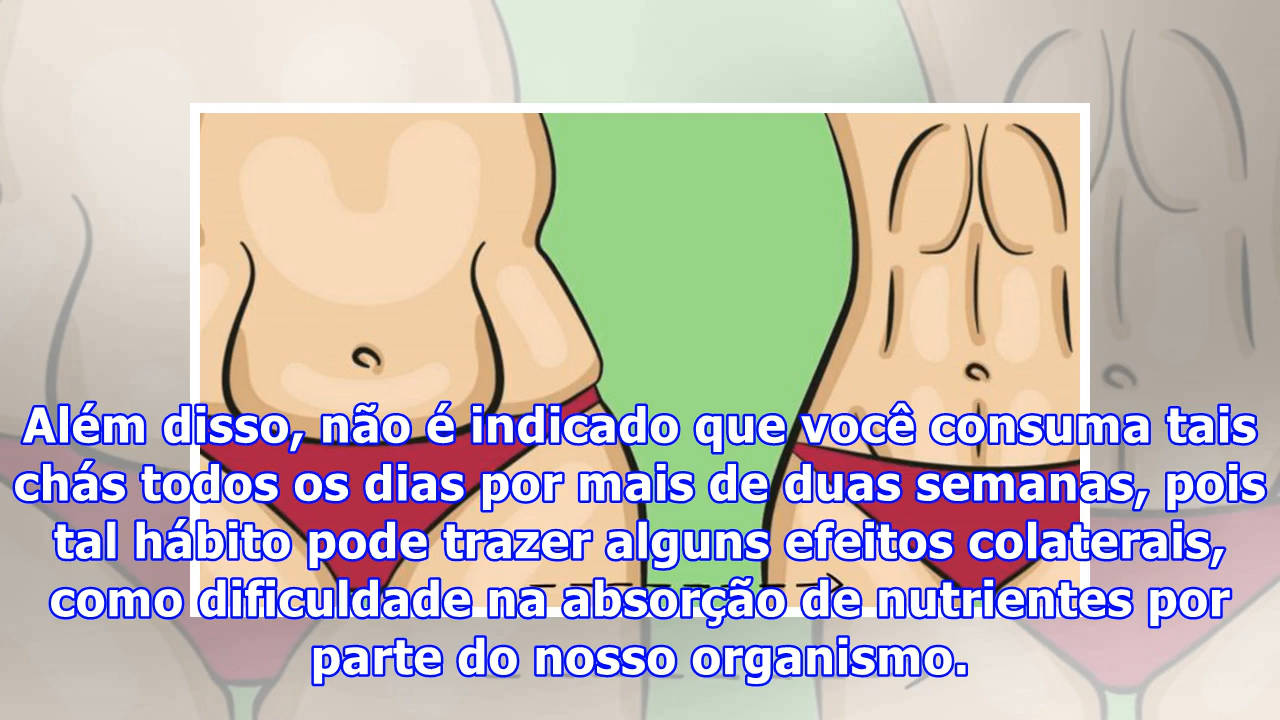 Além disso, não é indicado que você consuma tais
chás todos os dias por mais de duas semanas, pois
tal hábito pode trazer alguns efeitos colaterais,
como dificuldade na absorção de nutrientes por
parte do nosso organismo.